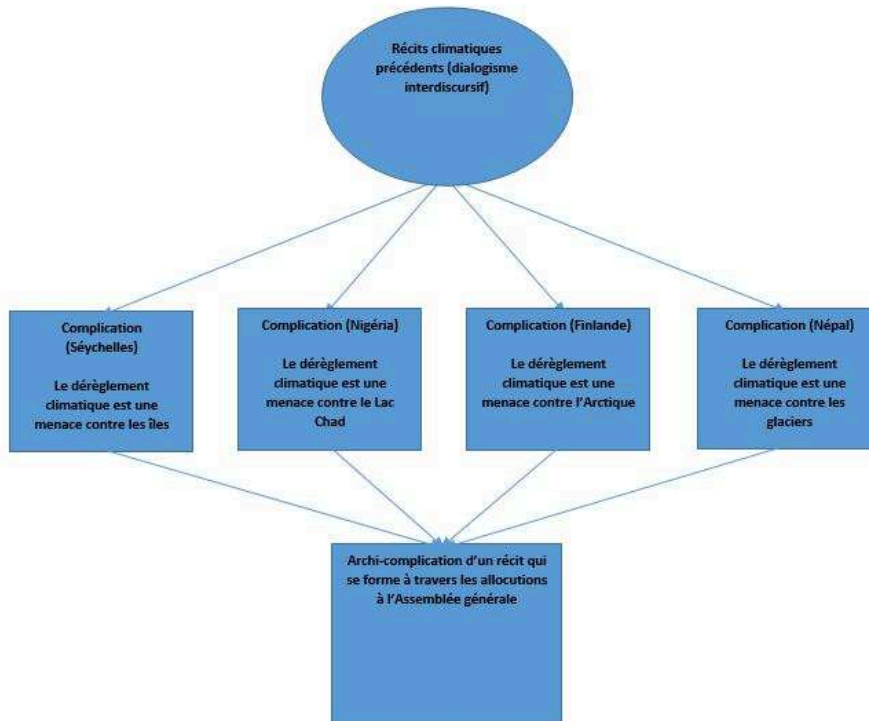 Récits climatiques
précédents (dialogisme
interdiscursif)
Complication
(Séychelles)
Le dérèglement
climatique est une
menace contre les îles
Complication (Nigéria)
Le dérèglement
climatique est une
menace contre le Lac
Chad
Complication (Finlande)
Le dérèglement
climatique est une
menace contre l'Arctique
Complication (Népal)
Le dérèglement
climatique est une
menace contre les
glaciers
Archi-complication d'un récit qui
se forme à travers les allocutions
à l'Assemblée générale